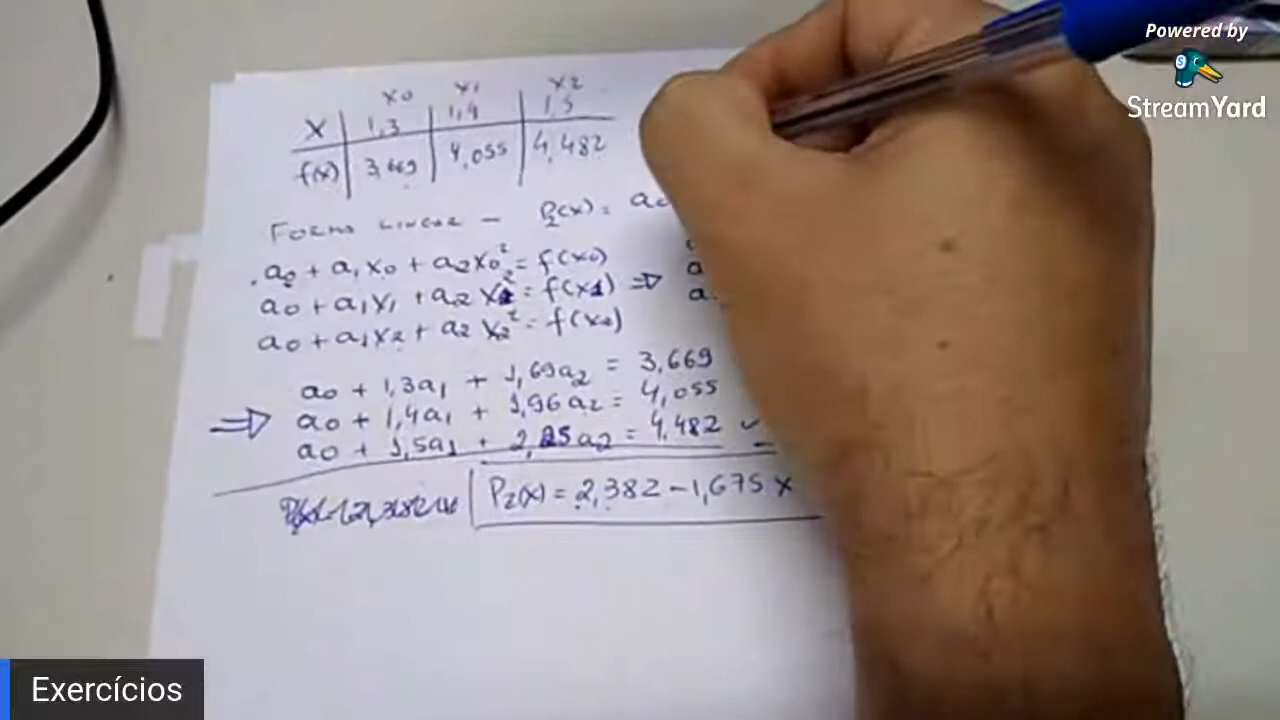 Powered by
StreamYard
x0 x1 x2
x 1,3 1,4 1,5
f(x) 3,669 4,055 4,482
Forma Linear – P2(x) = a0
a0 + a1x0 + a2x0² = f(x0)
a0 + a1x1 + a2x1² = f(x1) ⇒
a0 + a1x2 + a2x2² = f(x2)
a0 + 1,3a1 + 1,69a2 = 3,669
⇒ a0 + 1,4a1 + 1,96a2 = 4,055
a0 + 1,5a1 + 2,25a2 = 4,482
P2(x) = 2,382 – 1,675x
Exercícios